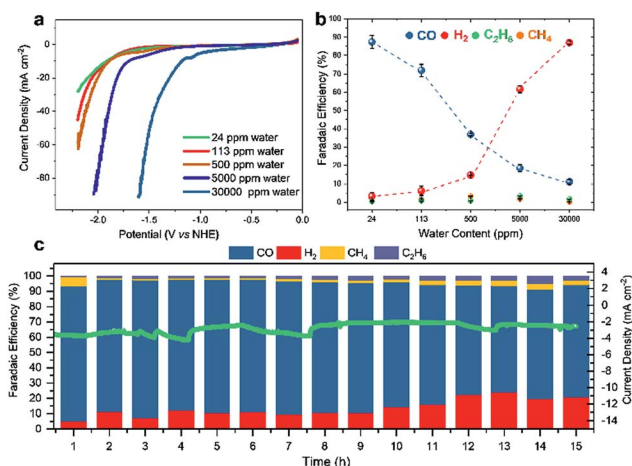 a
0
-20
-40
-60
-80
Current Density (mA cm⁻²)
24 ppm water
113 ppm water
500 ppm water
5000 ppm water
30000 ppm water
-2.0
-1.5
-1.0
-0.5
0.0
Potential (V vs NHE)
b
CO
H₂
C₂H₆
CH₄
100
90
80
70
60
50
40
30
20
10
0
Faradaic Efficiency (%)
24
113
500
5000
30000
Water Content (ppm)
c
CO
H₂
CH₄
C₂H₆
100
90
80
70
60
50
40
30
20
10
0
Faradaic Efficiency (%)
4
2
0
-2
-4
-6
-8
-10
-12
-14
Current Density (mA cm⁻²)
1
2
3
4
5
6
7
8
9
10
11
12
13
14
15
Time (h)